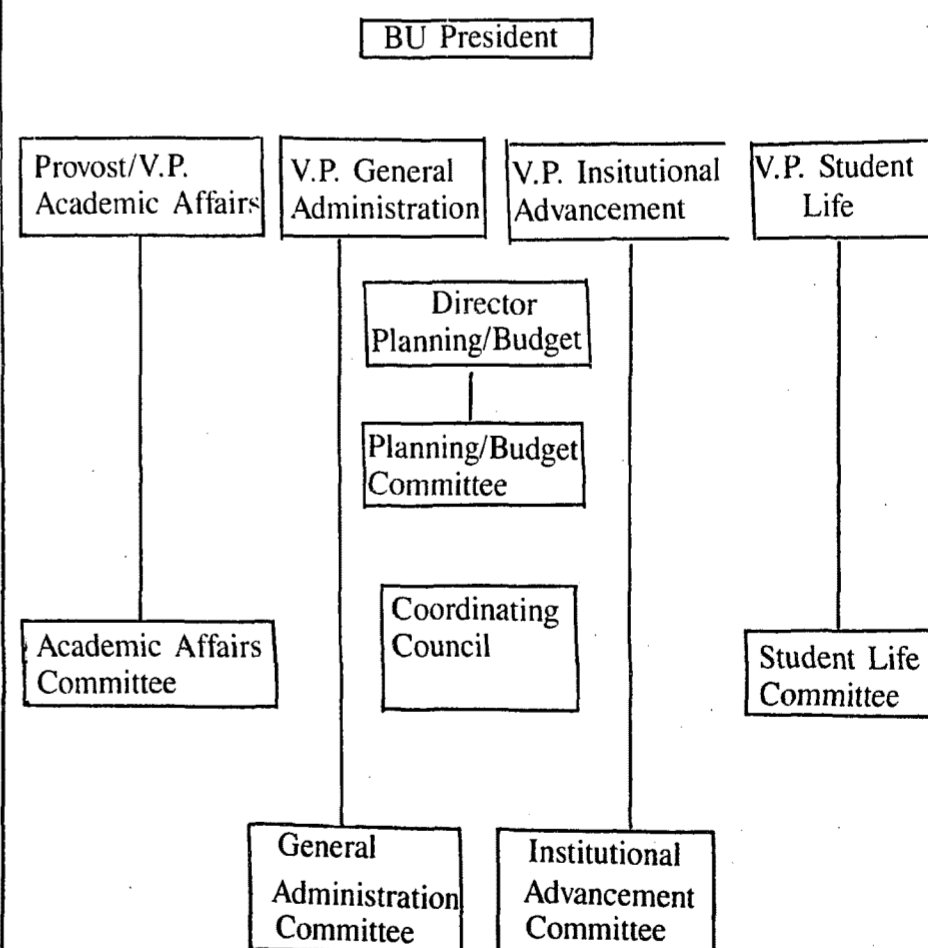 BU President
Provost/V.P.
Academic Affairs
V.P. General
Administration
V.P. Insitutional
Advancement
V.P. Student
Life
Director
Planning/Budget
Planning/Budget
Committee
Coordinating
Council
Academic Affairs
Committee
Student Life
Committee
General
Administration
Committee
Institutional
Advancement
Committee